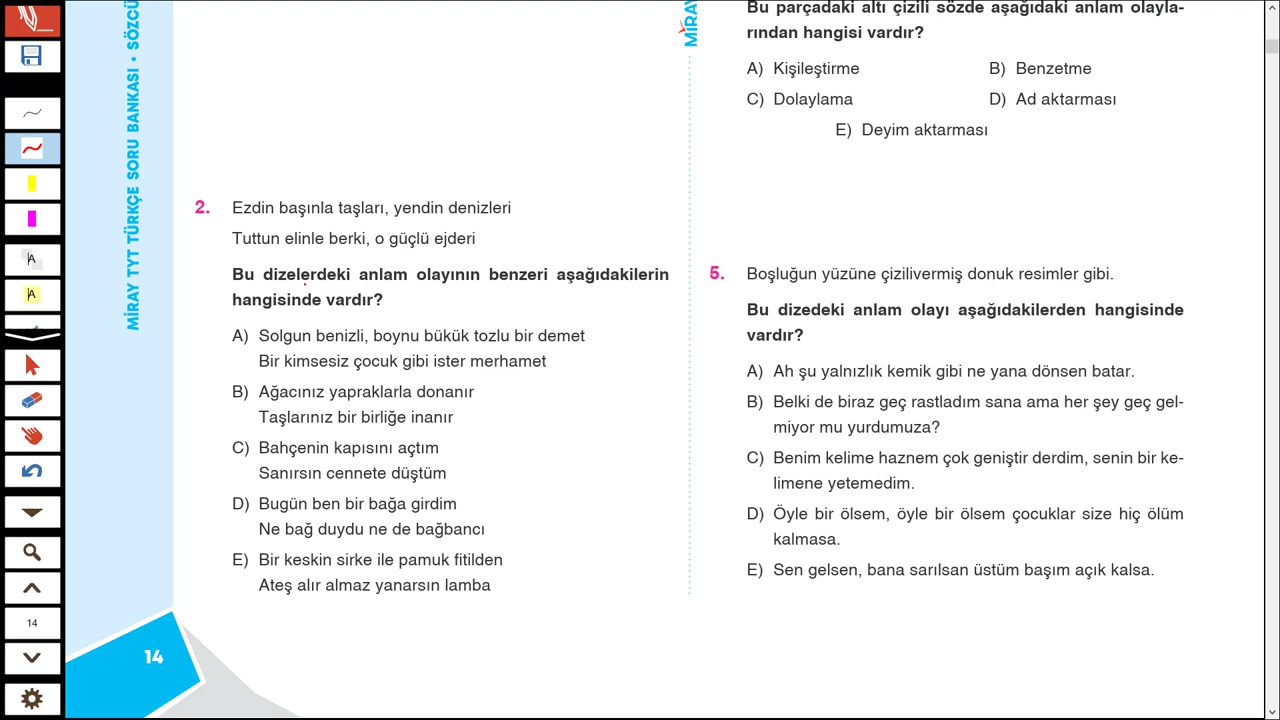 MİRAY TYT TÜRKÇE SORU BANKASI • SÖZCÜ
2. Ezdin başınla taşları, yendin denizleri
Tuttun elinle berki, o güçlü ejderi
Bu dizelerdeki anlam olayının benzeri aşağıdakilerin
hangisinde vardır?
A) Solgun benizli, boynu bükük tozlu bir demet
Bir kimsesiz çocuk gibi ister merhamet
B) Ağacınız yapraklarla donanır
Taşlarınız bir birliğe inanır
C) Bahçenin kapısını açtım
Sanırsın cennete düştüm
D) Bugün ben bir bağa girdim
Ne bağ duydu ne de bağbancı
E) Bir keskin sirke ile pamuk fitilden
Ateş alır almaz yanarsın lamba
14
14
MİRAY
Bu parçadaki altı çizili sözde aşağıdaki anlam olayla-
rından hangisi vardır?
A) Kişileştirme
B) Benzetme
C) Dolaylama
D) Ad aktarması
E) Deyim aktarması
5. Boşluğun yüzüne çizilivermiş donuk resimler gibi.
Bu dizedeki anlam olayı aşağıdakilerden hangisinde
vardır?
A) Ah şu yalnızlık kemik gibi ne yana dönsen batar.
B) Belki de biraz geç rastladım sana ama her şey geç gel-
miyor mu yurdumuza?
C) Benim kelime haznem çok geniştir derdim, senin bir ke-
limene yetemedim.
D) Öyle bir ölsem, öyle bir ölsem çocuklar size hiç ölüm
kalmasa.
E) Sen gelsen, bana sarılsan üstüm başım açık kalsa.